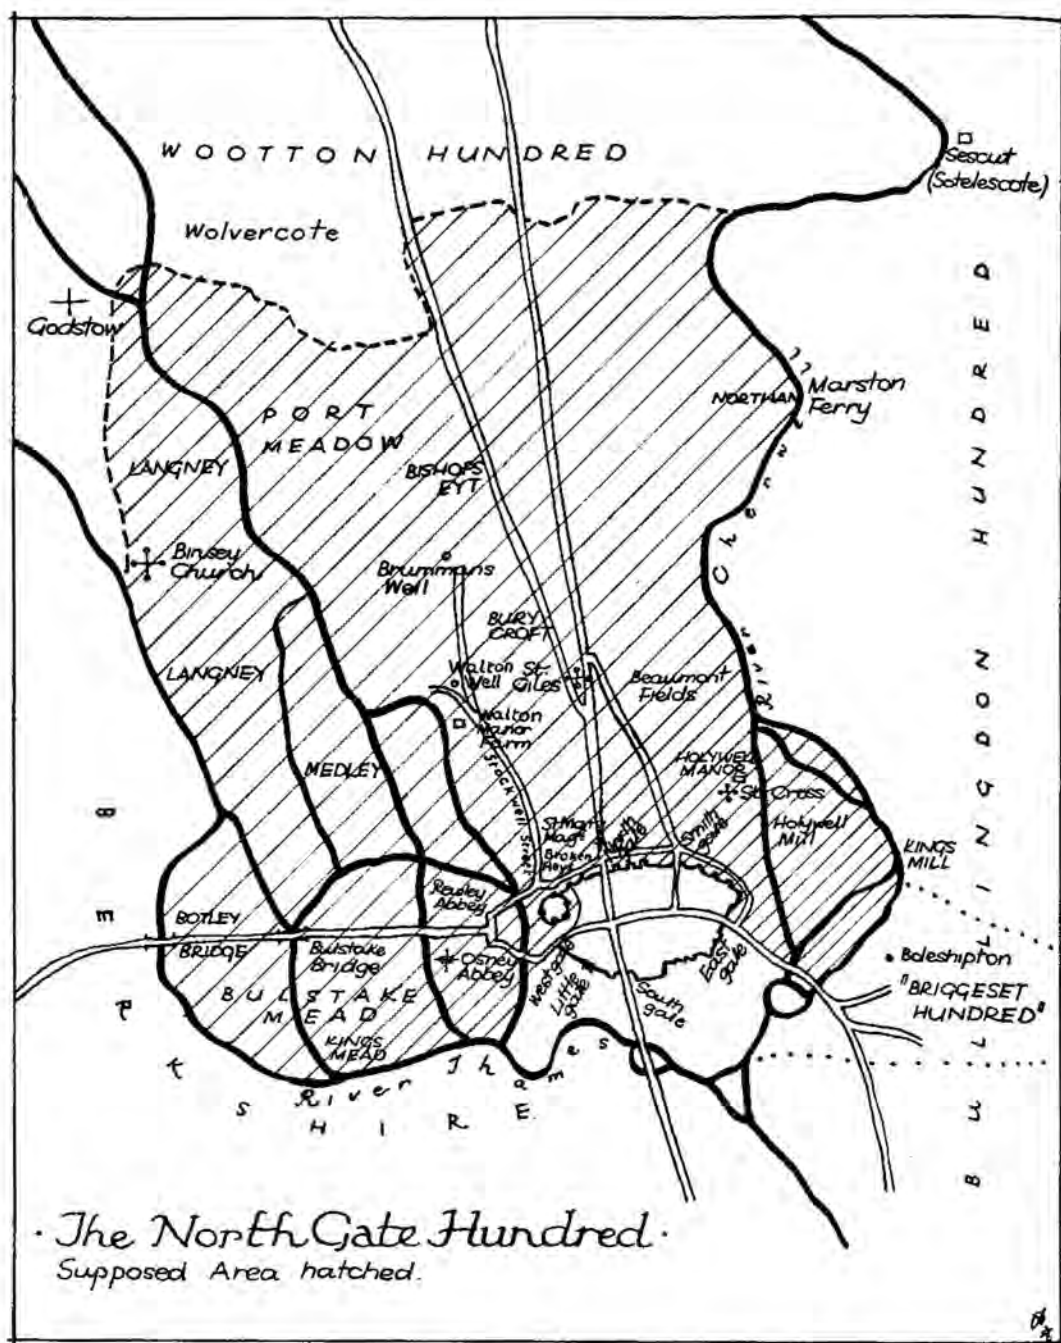 WOOTTON HUNDRED
Sescut
(Sotelescote)
Wolvercote
Godstow
PORT
MEADOW
NORTHAM
Marston
Ferry
LANGNEY
BISHOPS
EYT
Binsey
Church
Brummans
Well
River Cherwell
BURY
CROFT
LANGNEY
Walton
Well
St.
Giles
Beaumont
Fields
Walton
Manor
Farm
Stockwell Street
MEDLEY
HOLYWELL
MANOR
St. Cross
Holywell
Mill
KINGS
MILL
St. Mary
Mags
Broken
Hays
North
gate
Smith
gate
Rewley
Abbey
BOTLEY
BRIDGE
Bulstake
Bridge
Osney
Abbey
West gate
Little
gate
South
gate
East
gate
Boleshipton
"BRIGGESET
HUNDRED"
BULSTAKE
MEAD
KINGS
MEAD
River Thames
BERKSHIRE
BULLINGDON HUNDRED
· The North Gate Hundred ·
Supposed Area hatched.